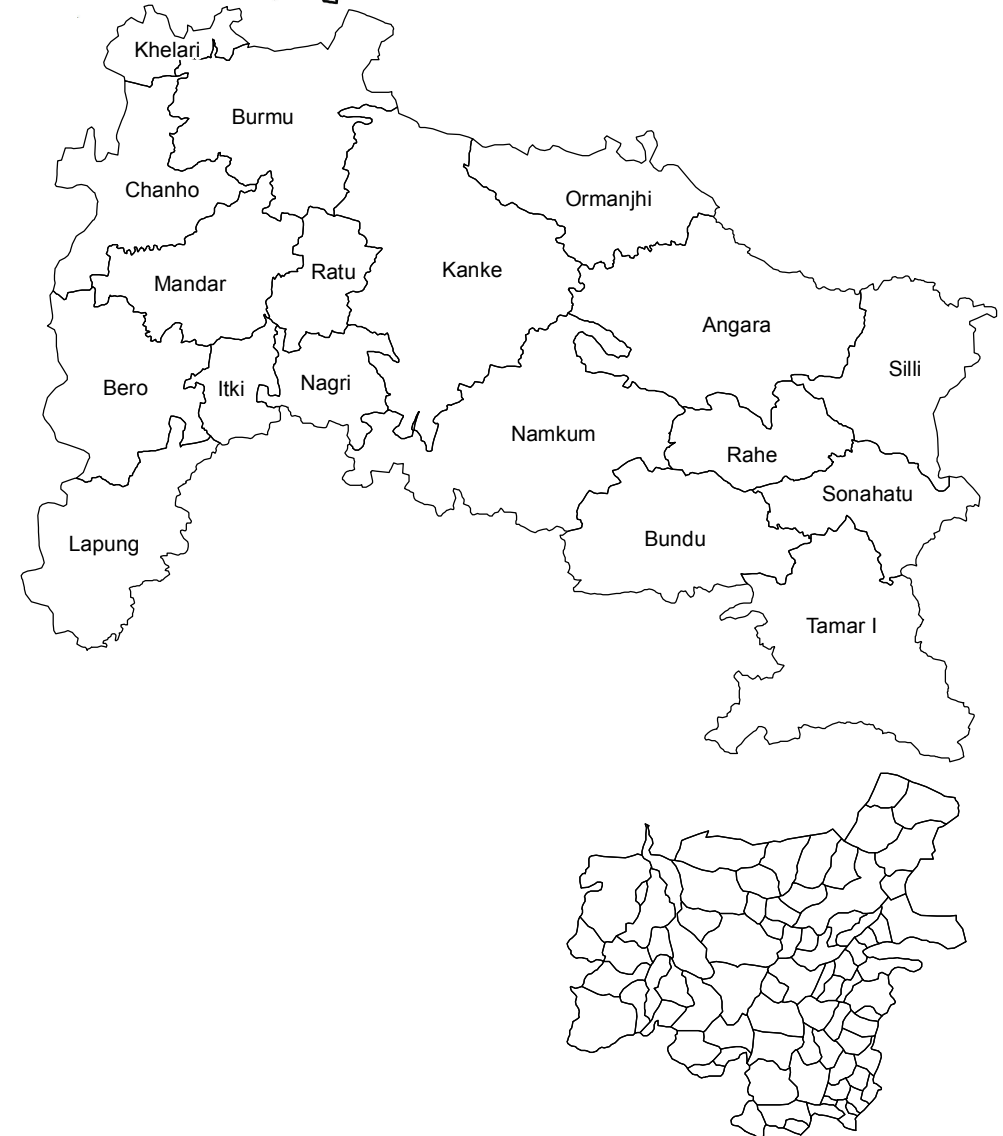 Khelari
Burmu
Chanho
Ormanjhi
Mandar
Ratu
Kanke
Angara
Silli
Bero
Itki
Nagri
Namkum
Rahe
Sonahatu
Lapung
Bundu
Tamar I